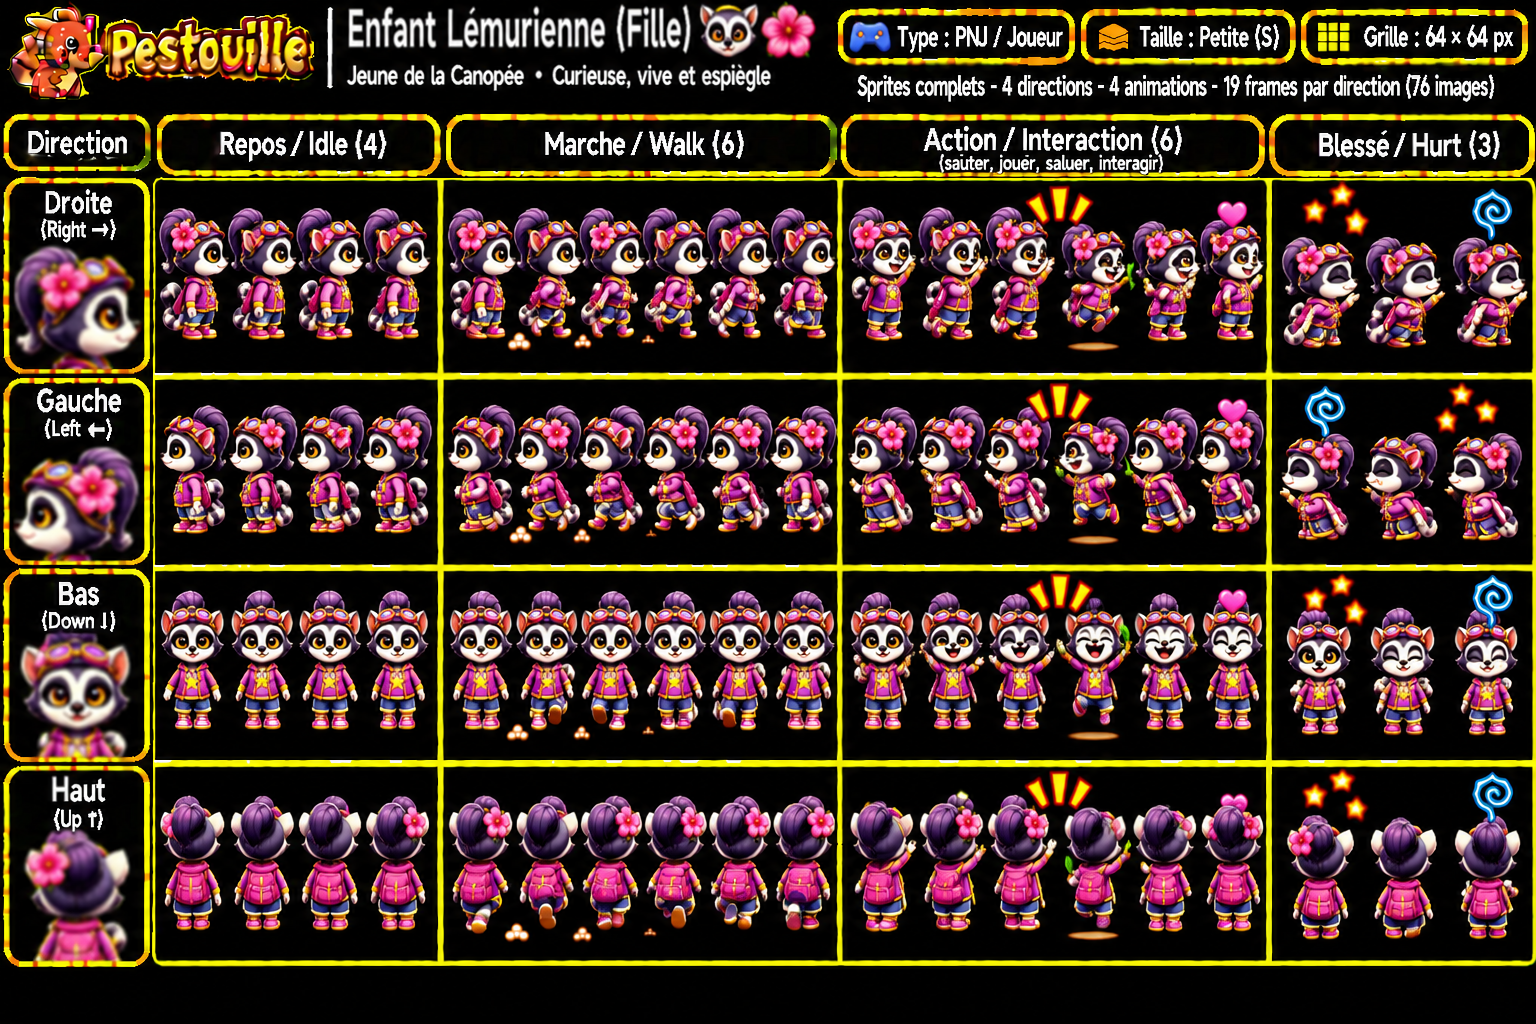 Pestouille
Enfant Lémurienne (Fille)
Jeune de la Canopée • Curieuse, vive et espiègle
Type : PNJ / Joueur
Taille : Petite (S)
Grille : 64 × 64 px
Sprites complets - 4 directions - 4 animations - 19 frames par direction (76 images)
Direction
Repos / Idle (4)
Marche / Walk (6)
Action / Interaction (6)
(sauter, jouer, saluer, interagir)
Blessé / Hurt (3)
Droite
(Right →)
Gauche
(Left ←)
Bas
(Down ↓)
Haut
(Up ↑)